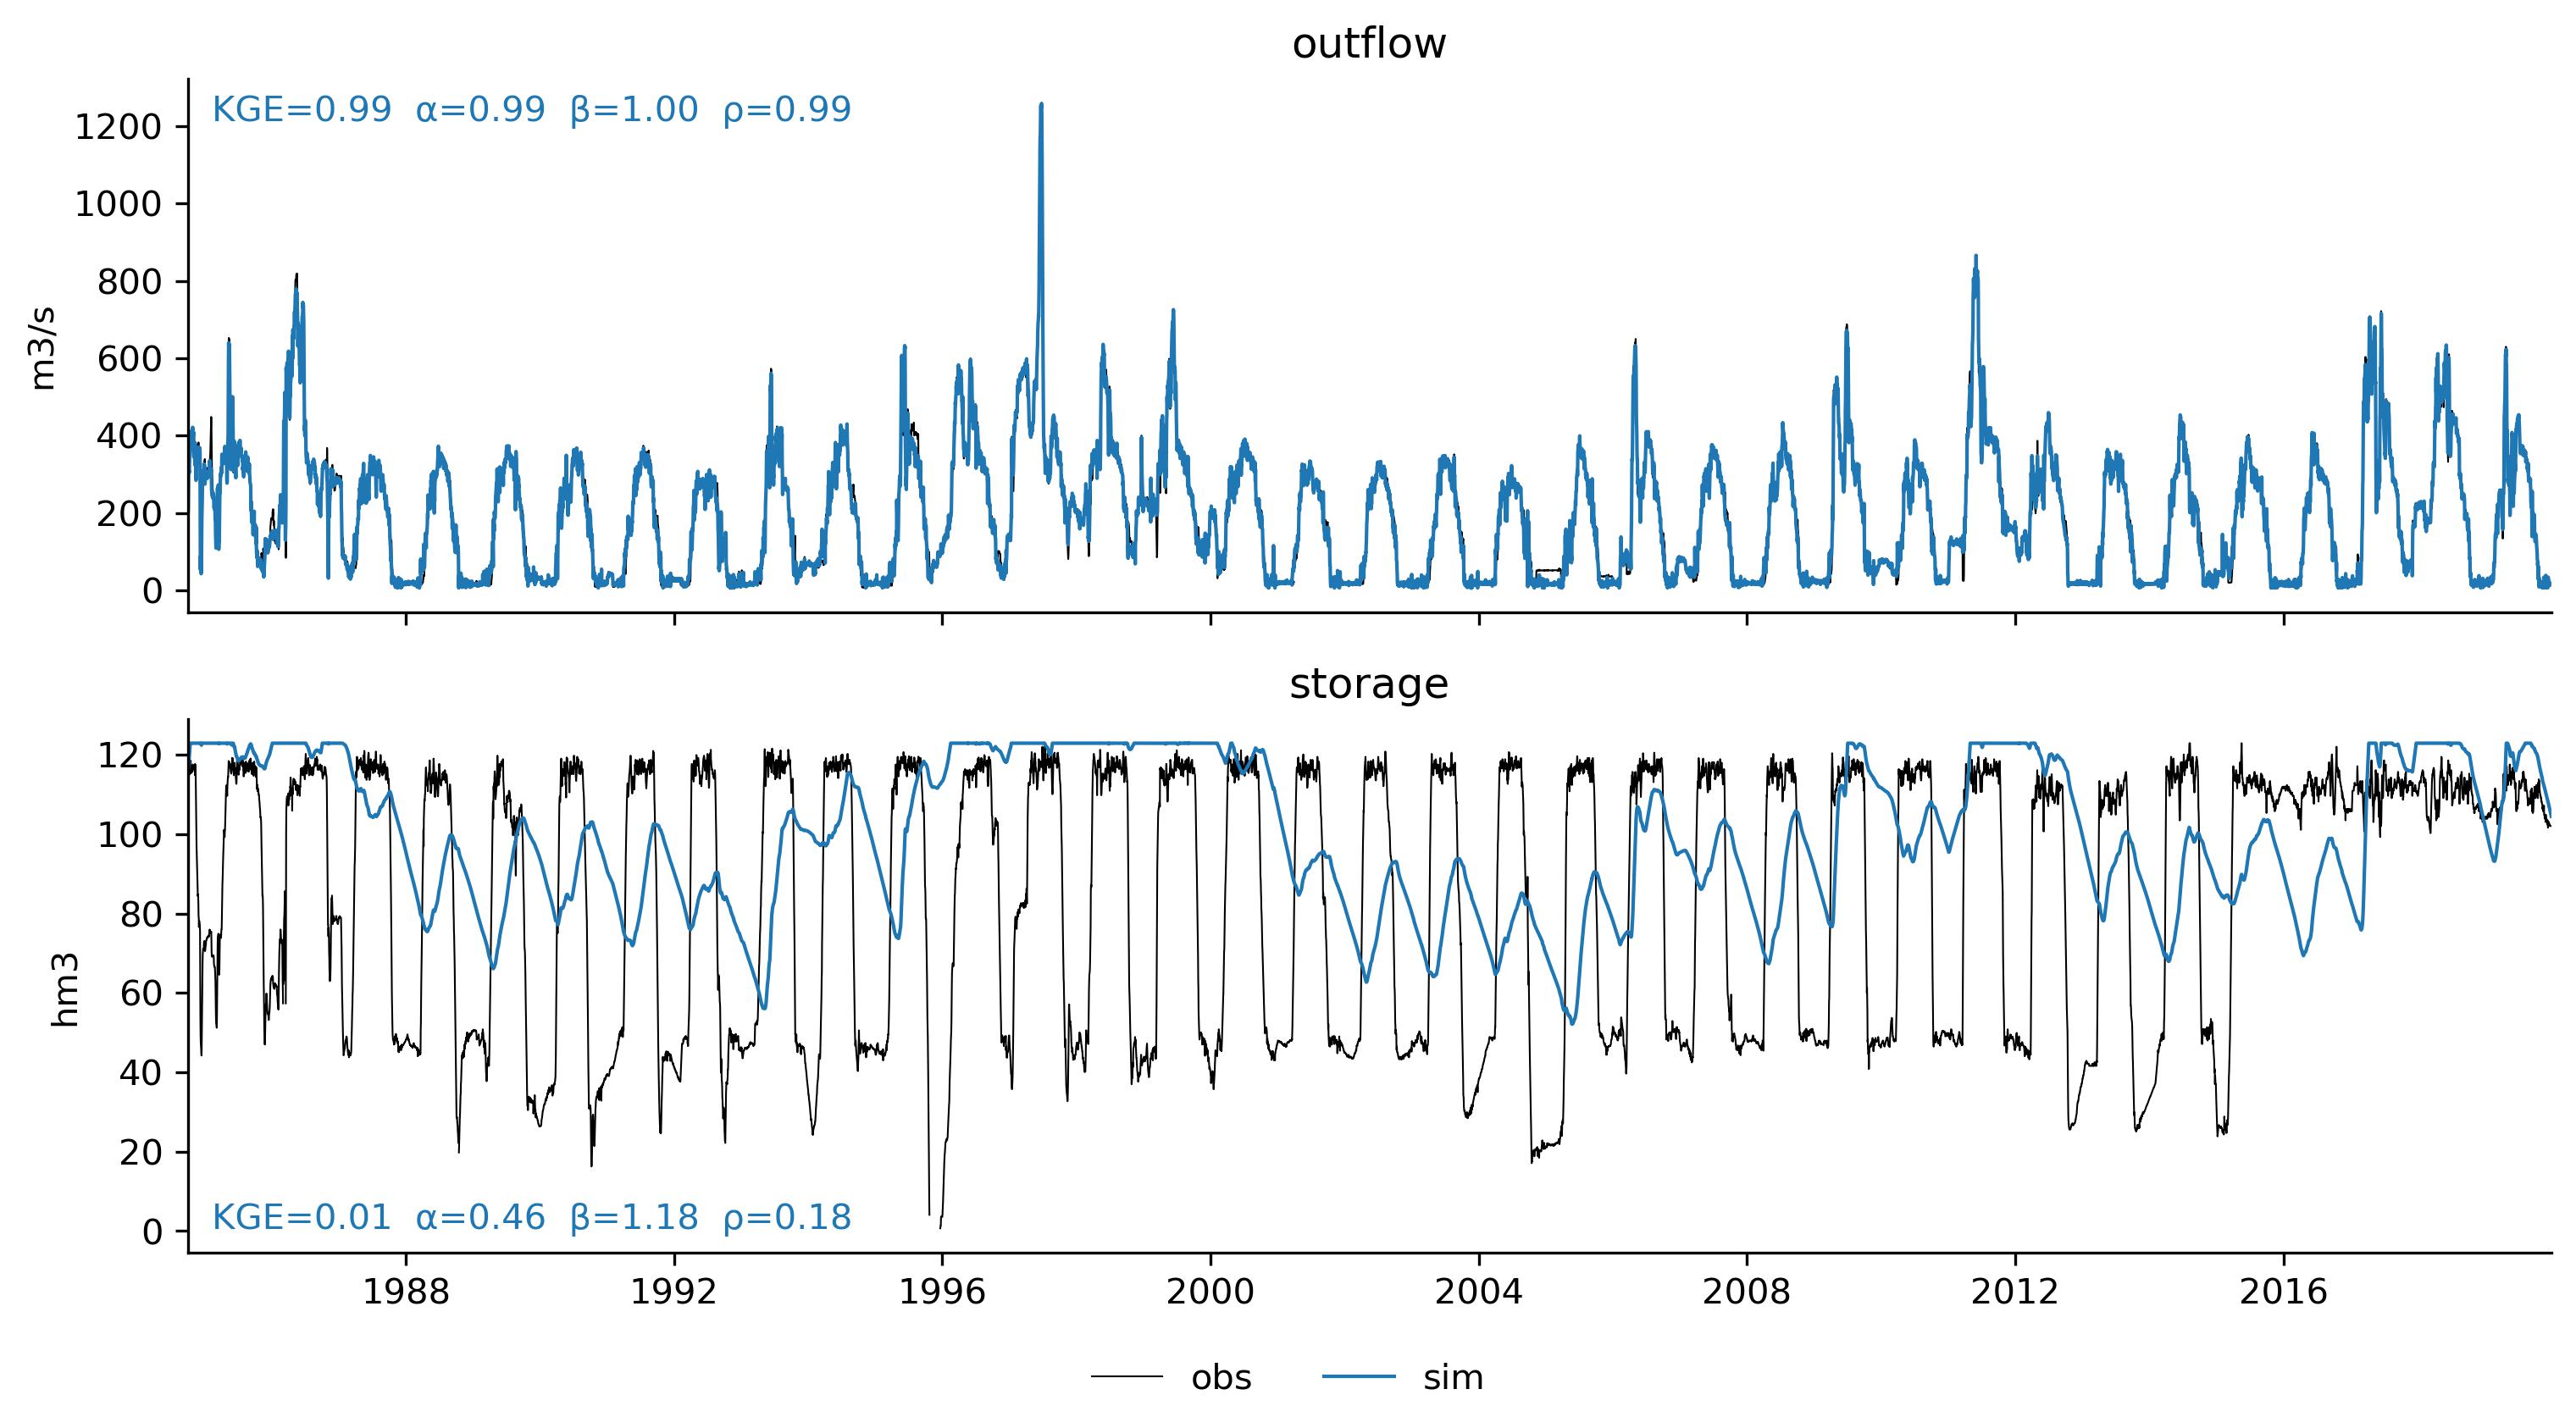 outflow
KGE=0.99 α=0.99 β=1.00 ρ=0.99
1200
1000
800
600
400
200
0
m3/s
storage
120
100
80
60
40
20
0
hm3
KGE=0.01 α=0.46 β=1.18 ρ=0.18
1988 1992 1996 2000 2004 2008 2012 2016
obs sim